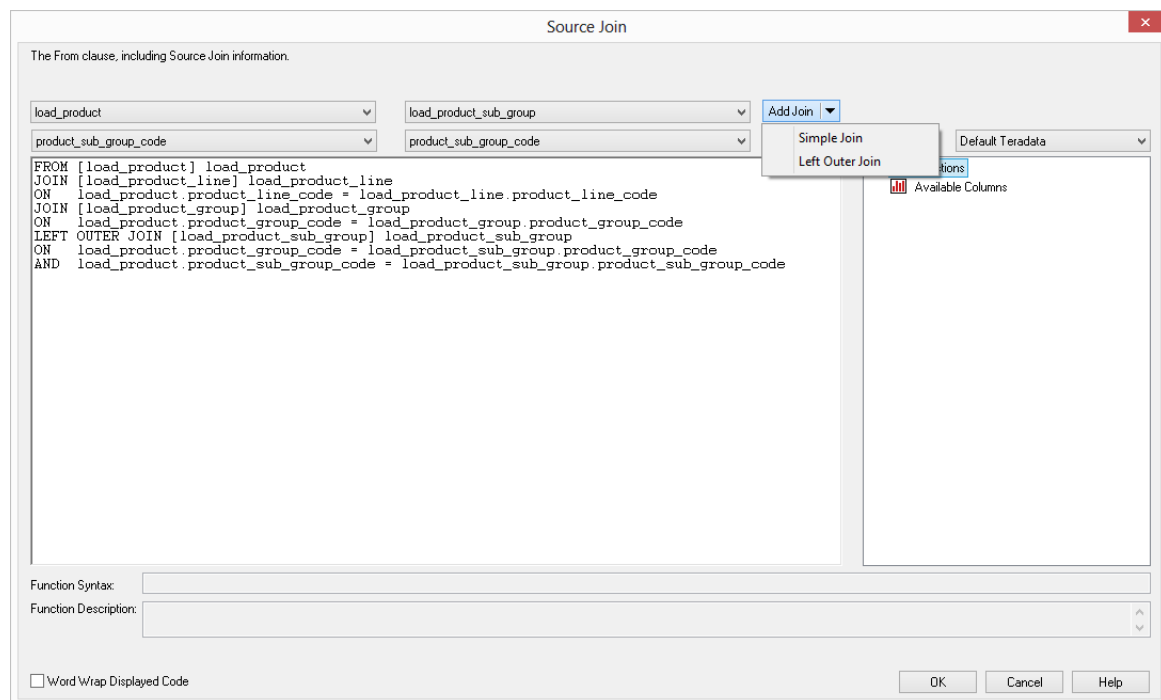 Source Join
The From clause, including Source Join information.
load_product load_product_sub_group Add Join
product_sub_group_code product_sub_group_code Default Teradata
Simple Join
Left Outer Join
Available Columns
FROM [load_product] load_product
JOIN [load_product_line] load_product_line
ON load_product.product_line_code = load_product_line.product_line_code
JOIN [load_product_group] load_product_group
ON load_product.product_group_code = load_product_group.product_group_code
LEFT OUTER JOIN [load_product_sub_group] load_product_sub_group
ON load_product.product_group_code = load_product_sub_group.product_group_code
AND load_product.product_sub_group_code = load_product_sub_group.product_sub_group_code
Function Syntax:
Function Description:
Word Wrap Displayed Code
OK Cancel Help